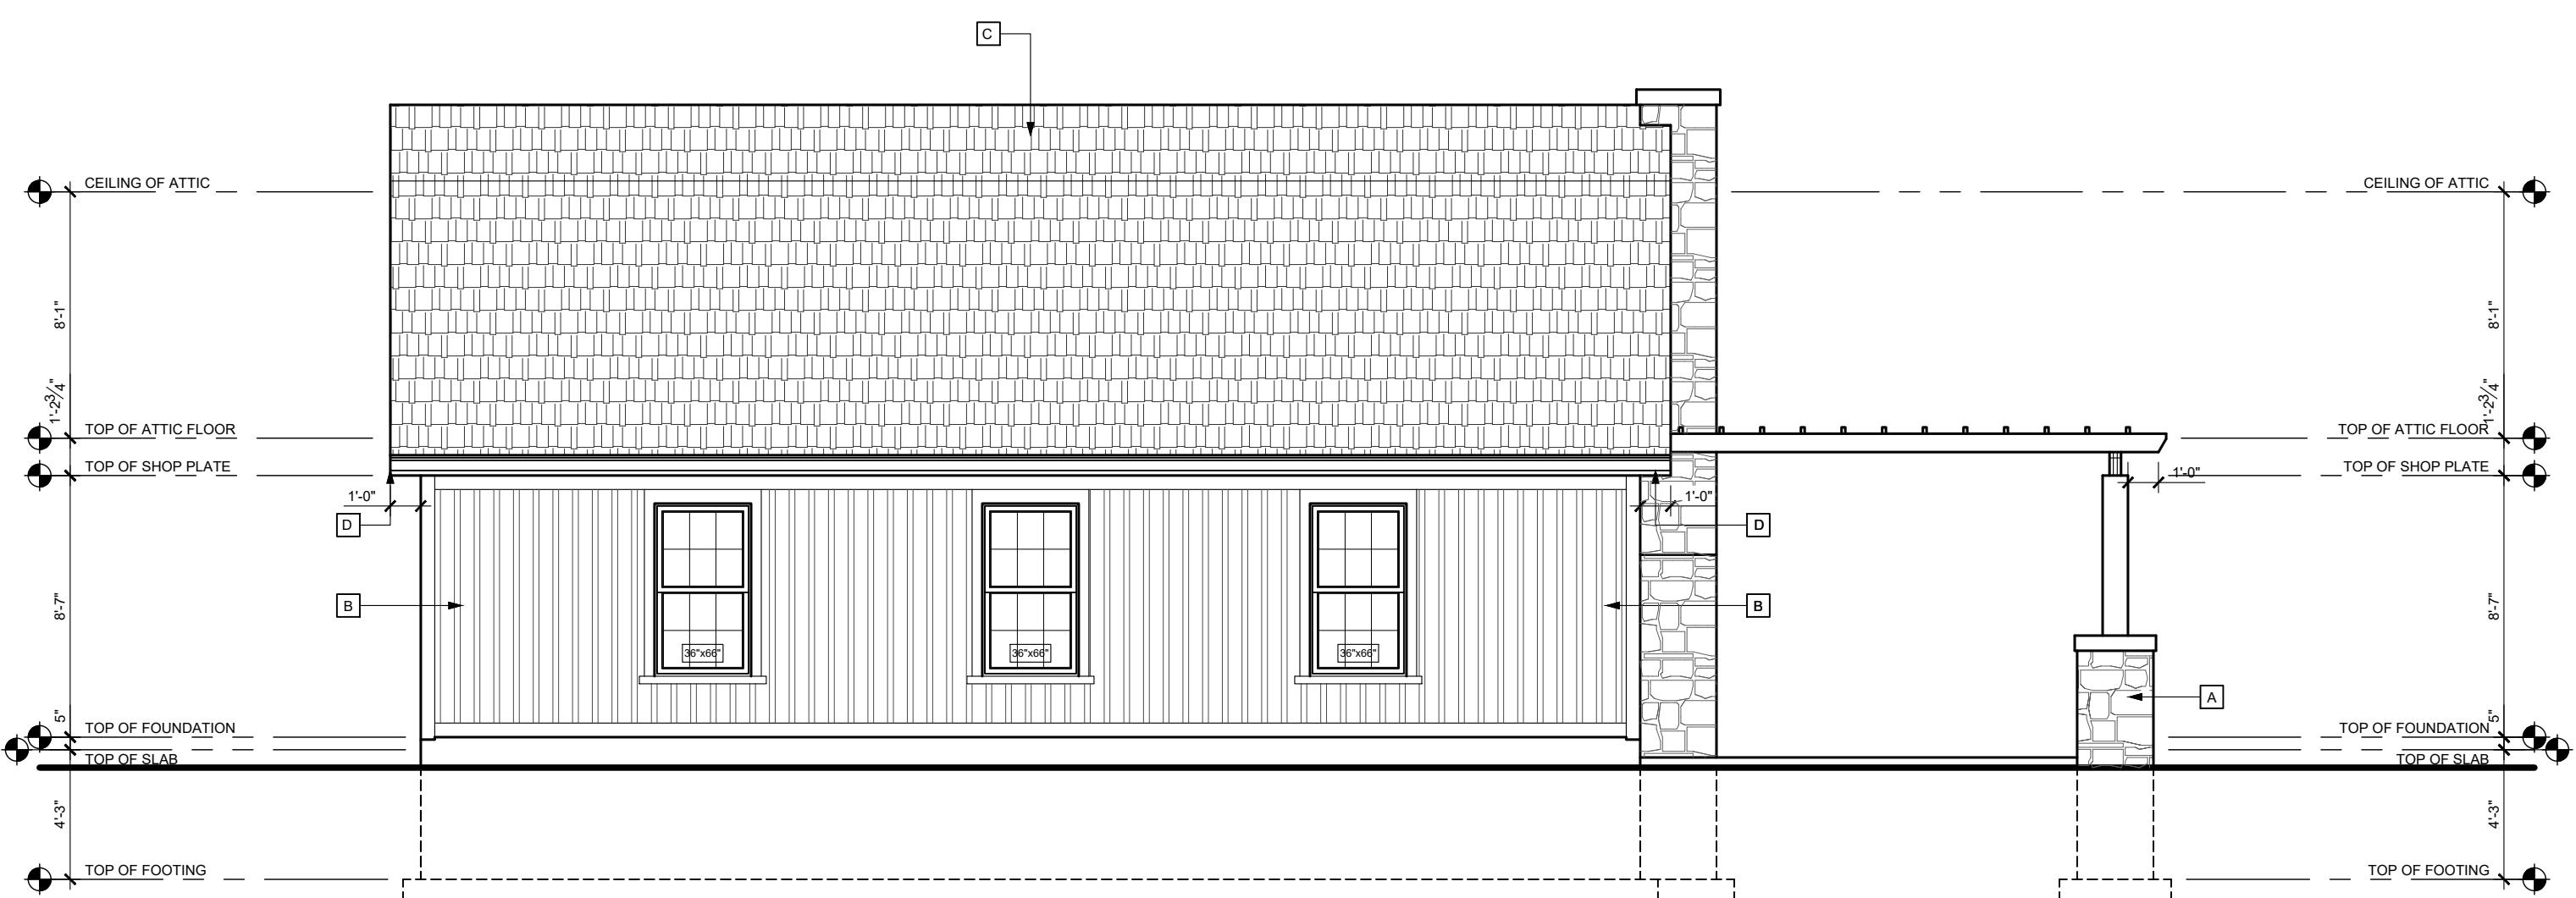 C
CEILING OF ATTIC
CEILING OF ATTIC
8'-1"
8'-1"
1'-2 3/4"
1'-2 3/4"
TOP OF ATTIC FLOOR
TOP OF ATTIC FLOOR
TOP OF SHOP PLATE
TOP OF SHOP PLATE
1'-0"
1'-0"
1'-0"
D
D
B
B
8'-7"
8'-7"
36"x66"
36"x66"
36"x66"
A
5"
5"
TOP OF FOUNDATION
TOP OF FOUNDATION
TOP OF SLAB
TOP OF SLAB
4'-3"
4'-3"
TOP OF FOOTING
TOP OF FOOTING